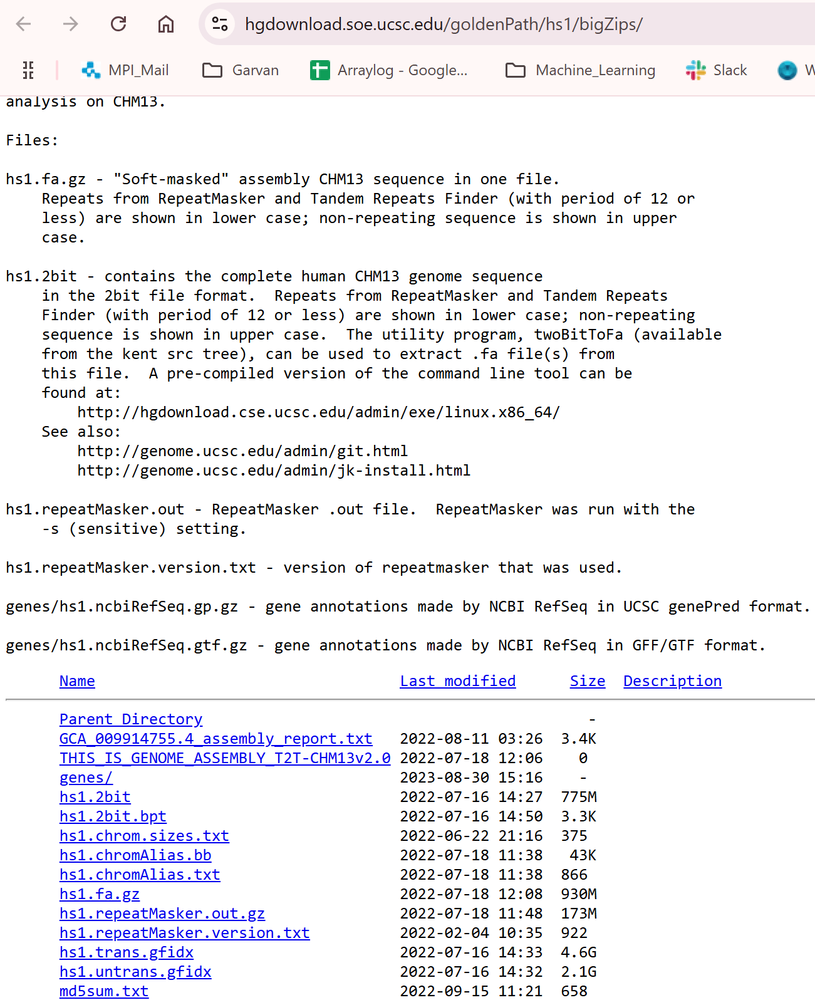 hgdownload.soe.ucsc.edu/goldenPath/hs1/bigZips/
MPI_Mail Garvan Arraylog - Google... Machine_Learning Slack W
analysis on CHM13.
Files:
hs1.fa.gz - "Soft-masked" assembly CHM13 sequence in one file.
Repeats from RepeatMasker and Tandem Repeats Finder (with period of 12 or
less) are shown in lower case; non-repeating sequence is shown in upper
case.
hs1.2bit - contains the complete human CHM13 genome sequence
in the 2bit file format.  Repeats from RepeatMasker and Tandem Repeats
Finder (with period of 12 or less) are shown in lower case; non-repeating
sequence is shown in upper case.  The utility program, twoBitToFa (available
from the kent src tree), can be used to extract .fa file(s) from
this file.  A pre-compiled version of the command line tool can be
found at:
http://hgdownload.cse.ucsc.edu/admin/exe/linux.x86_64/
See also:
http://genome.ucsc.edu/admin/git.html
http://genome.ucsc.edu/admin/jk-install.html
hs1.repeatMasker.out - RepeatMasker .out file.  RepeatMasker was run with the
-s (sensitive) setting.
hs1.repeatMasker.version.txt - version of repeatmasker that was used.
genes/hs1.ncbiRefSeq.gp.gz - gene annotations made by NCBI RefSeq in UCSC genePred format.
genes/hs1.ncbiRefSeq.gtf.gz - gene annotations made by NCBI RefSeq in GFF/GTF format.
Name Last modified Size Description
Parent Directory -
GCA_009914755.4_assembly_report.txt 2022-08-11 03:26 3.4K
THIS_IS_GENOME_ASSEMBLY_T2T-CHM13v2.0 2022-07-18 12:06 0
genes/ 2023-08-30 15:16 -
hs1.2bit 2022-07-16 14:27 775M
hs1.2bit.bpt 2022-07-16 14:50 3.3K
hs1.chrom.sizes.txt 2022-06-22 21:16 375
hs1.chromAlias.bb 2022-07-18 11:38 43K
hs1.chromAlias.txt 2022-07-18 11:38 866
hs1.fa.gz 2022-07-18 12:08 930M
hs1.repeatMasker.out.gz 2022-07-18 11:48 173M
hs1.repeatMasker.version.txt 2022-02-04 10:35 922
hs1.trans.gfidx 2022-07-16 14:33 4.6G
hs1.untrans.gfidx 2022-07-16 14:32 2.1G
md5sum.txt 2022-09-15 11:21 658